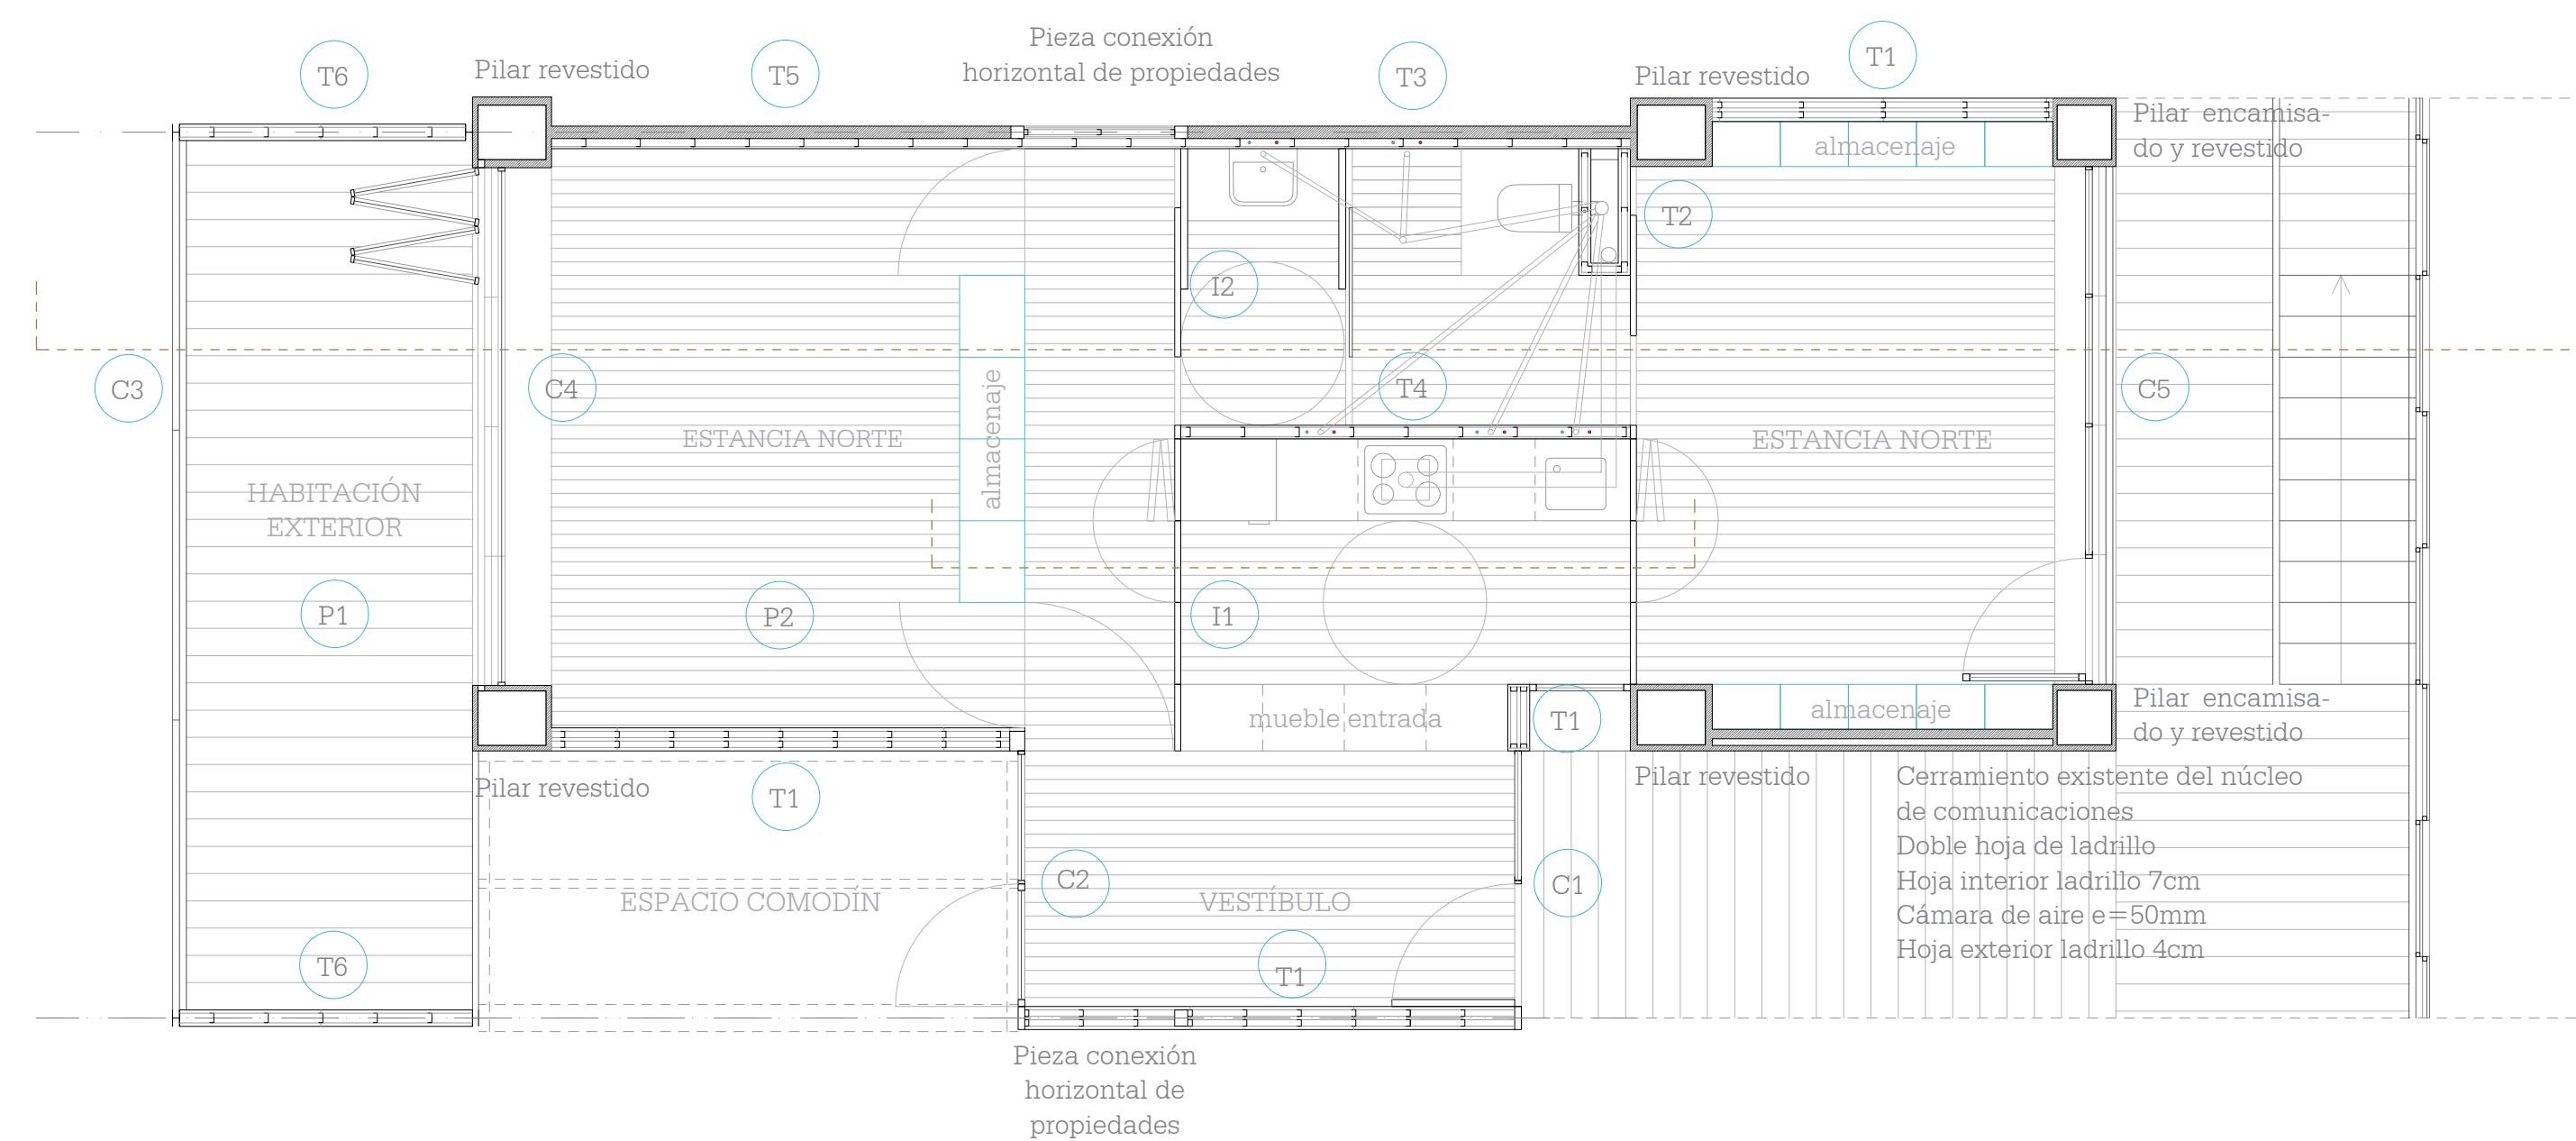 Pieza conexión
horizontal de propiedades
T6
Pilar revestido
T5
T3
Pilar revestido
T1
Pilar encamisa-
do y revestido
almacenaje
T2
I2
C3
C4
T4
C5
almacenaje
ESTANCIA NORTE
ESTANCIA NORTE
HABITACIÓN
EXTERIOR
P1
P2
I1
mueble entrada
T1
almacenaje
Pilar encamisa-
do y revestido
Pilar revestido
T1
Pilar revestido
Cerramiento existente del núcleo
de comunicaciones
Doble hoja de ladrillo
Hoja interior ladrillo 7cm
Cámara de aire e=50mm
Hoja exterior ladrillo 4cm
C2
C1
ESPACIO COMODÍN
VESTÍBULO
T6
T1
Pieza conexión
horizontal de
propiedades